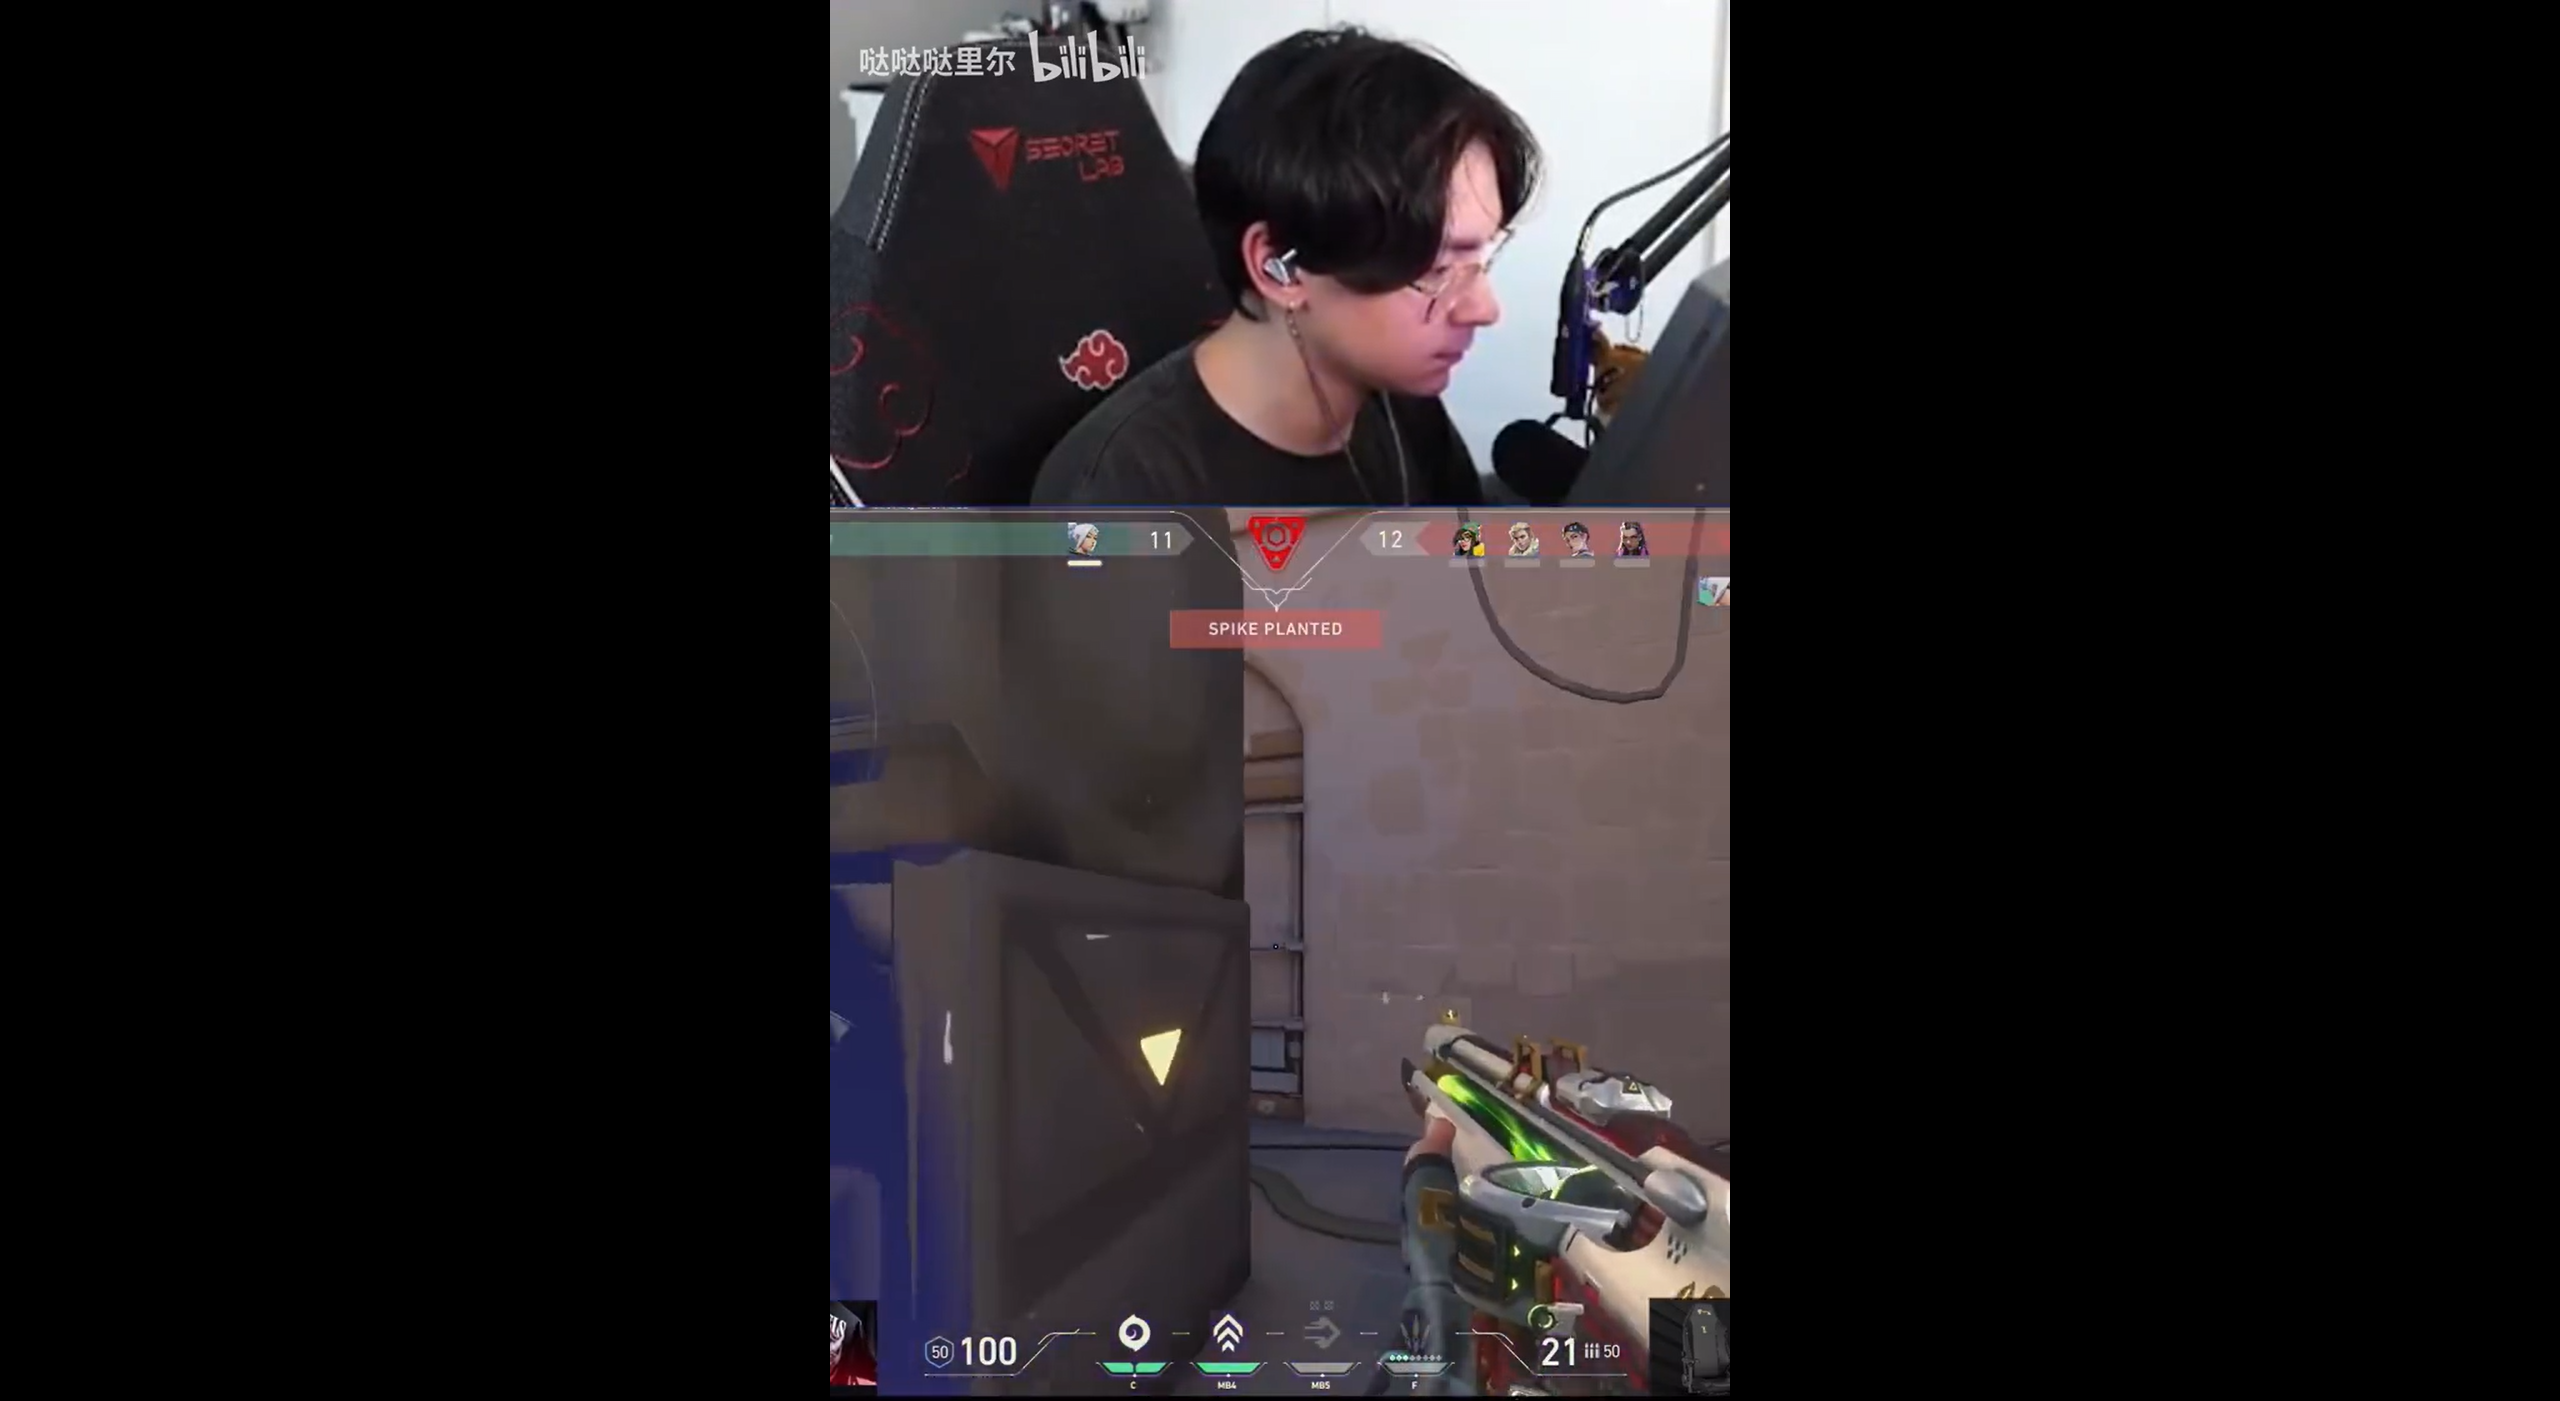 哒哒哒里尔 bilibili
SECRET
LAB
11
12
SPIKE PLANTED
50 100
21 50
C
MB4
MB5
F